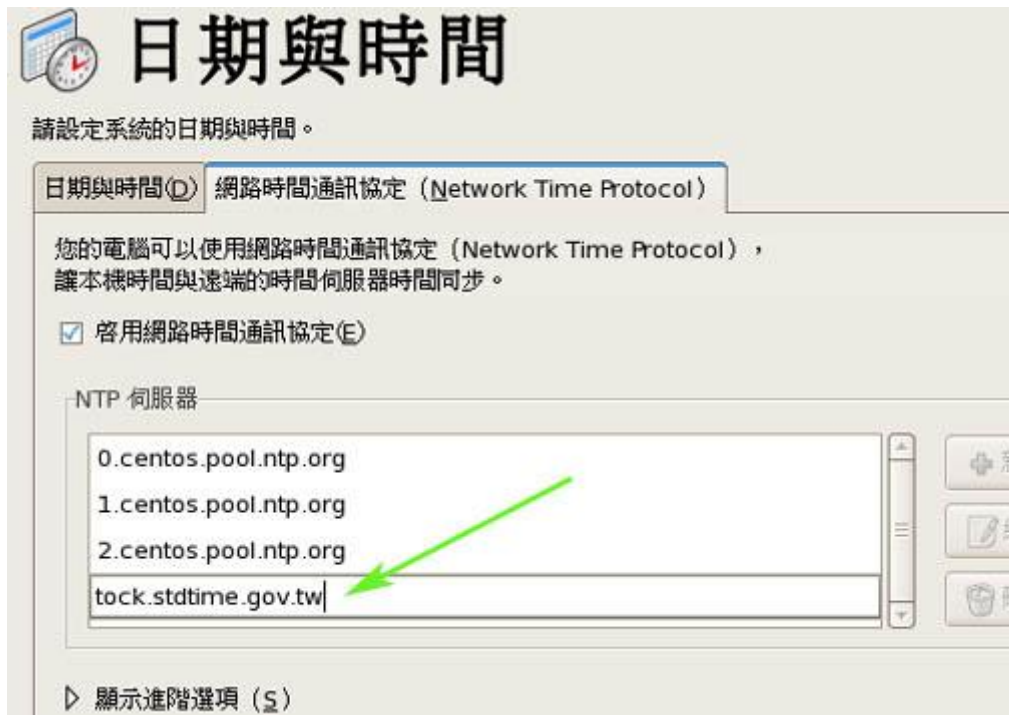 日期與時間
請設定系統的日期與時間。
日期與時間(D) 網路時間通訊協定（Network Time Protocol）
您的電腦可以使用網路時間通訊協定（Network Time Protocol），
讓本機時間與遠端的時間伺服器時間同步。
啓用網路時間通訊協定(E)
NTP 伺服器
0.centos.pool.ntp.org
1.centos.pool.ntp.org
2.centos.pool.ntp.org
tock.stdtime.gov.tw
顯示進階選項（S）